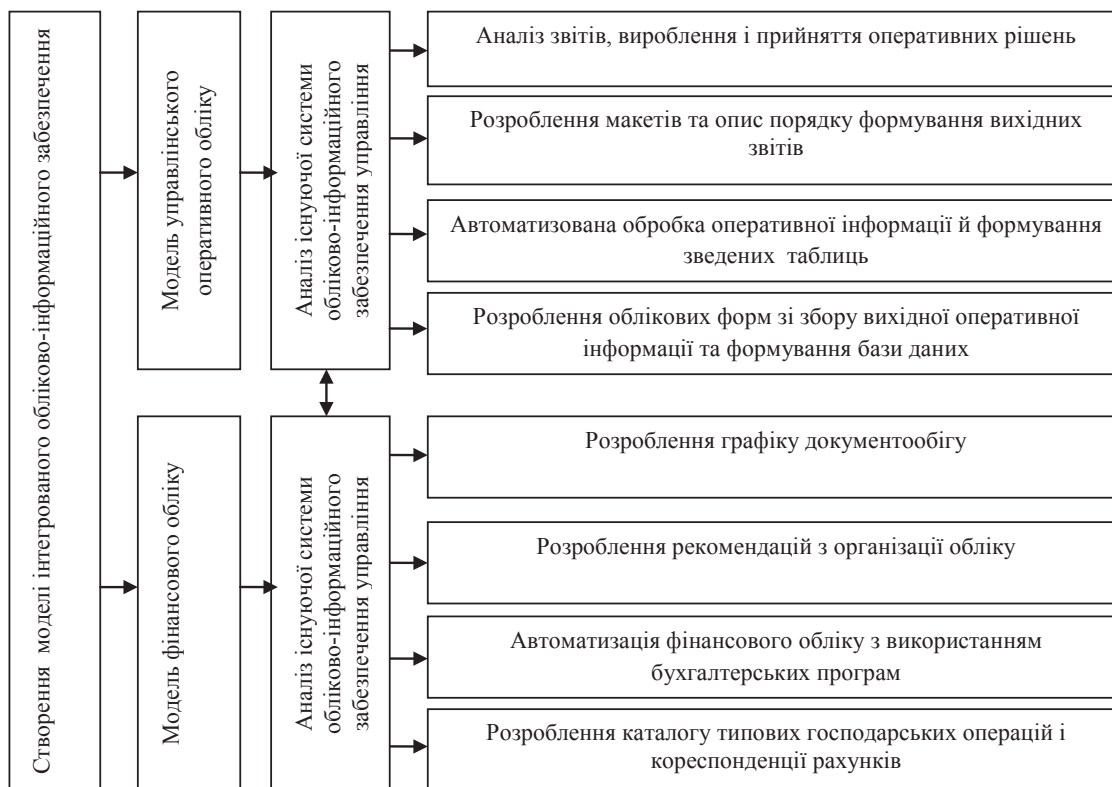 Створення моделі інтегрованого обліково-інформаційного забезпечення
Модель управлінського
оперативного обліку
Аналіз існуючої системи
обліково-інформаційного
забезпечення управління
Аналіз звітів, вироблення і прийняття оперативних рішень
Розроблення макетів та опис порядку формування вихідних
звітів
Автоматизована обробка оперативної інформації й формування
зведених таблиць
Розроблення облікових форм зі збору вихідної оперативної
інформації та формування бази даних
Модель фінансового обліку
Аналіз існуючої системи
обліково-інформаційного
забезпечення управління
Розроблення графіку документообігу
Розроблення рекомендацій з організації обліку
Автоматизація фінансового обліку з використанням
бухгалтерських програм
Розроблення каталогу типових господарських операцій і
кореспонденції рахунків